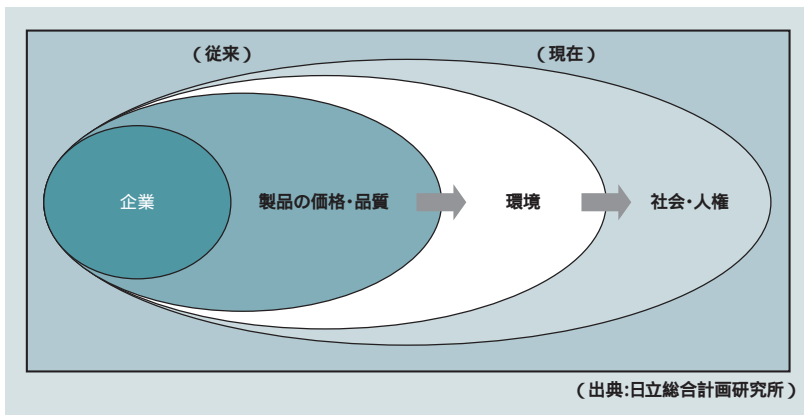 （従来）
（現在）
企業
製品の価格・品質
環境
社会・人権
（出典:日立総合計画研究所）